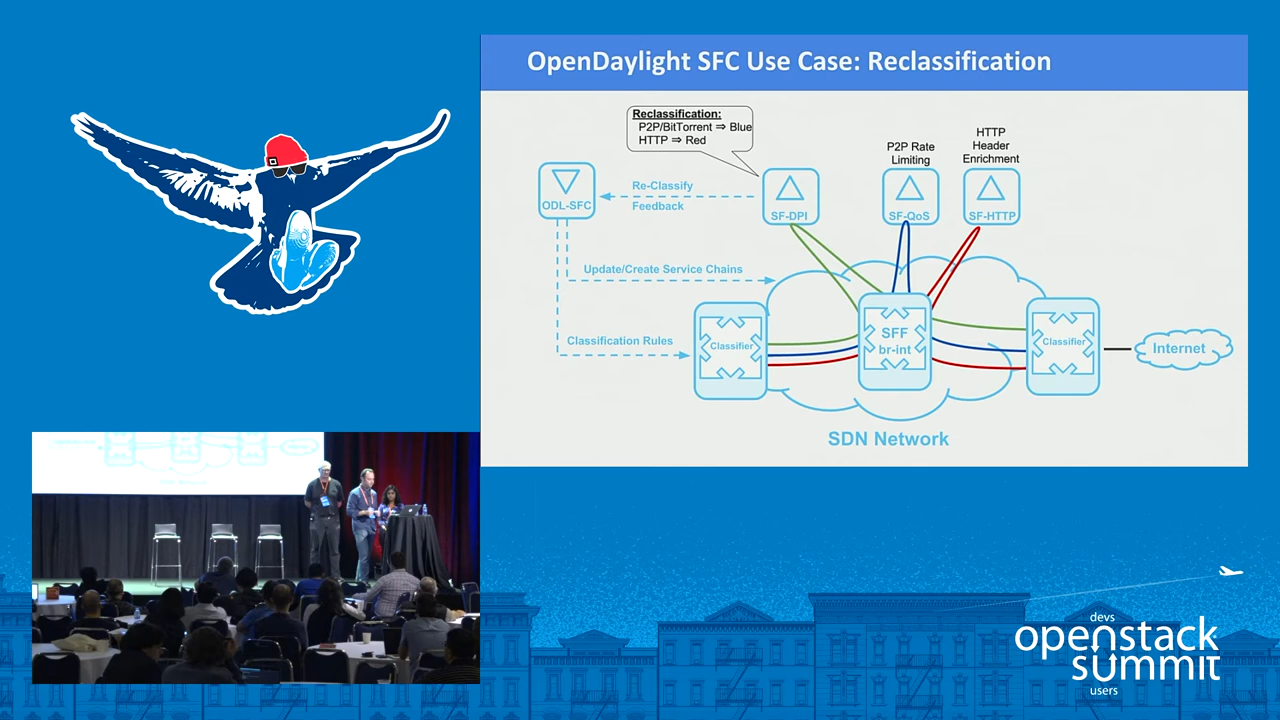 OpenDaylight SFC Use Case: Reclassification
Reclassification:
P2P/BitTorrent ⇒ Blue
HTTP ⇒ Red
P2P Rate
Limiting
HTTP
Header
Enrichment
ODL-SFC
Re-Classify
Feedback
SF-DPI
SF-QoS
SF-HTTP
Update/Create Service Chains
Classification Rules
Classifier
SFF
br-int
Classifier
Internet
SDN Network
devs
openstack
summit
users